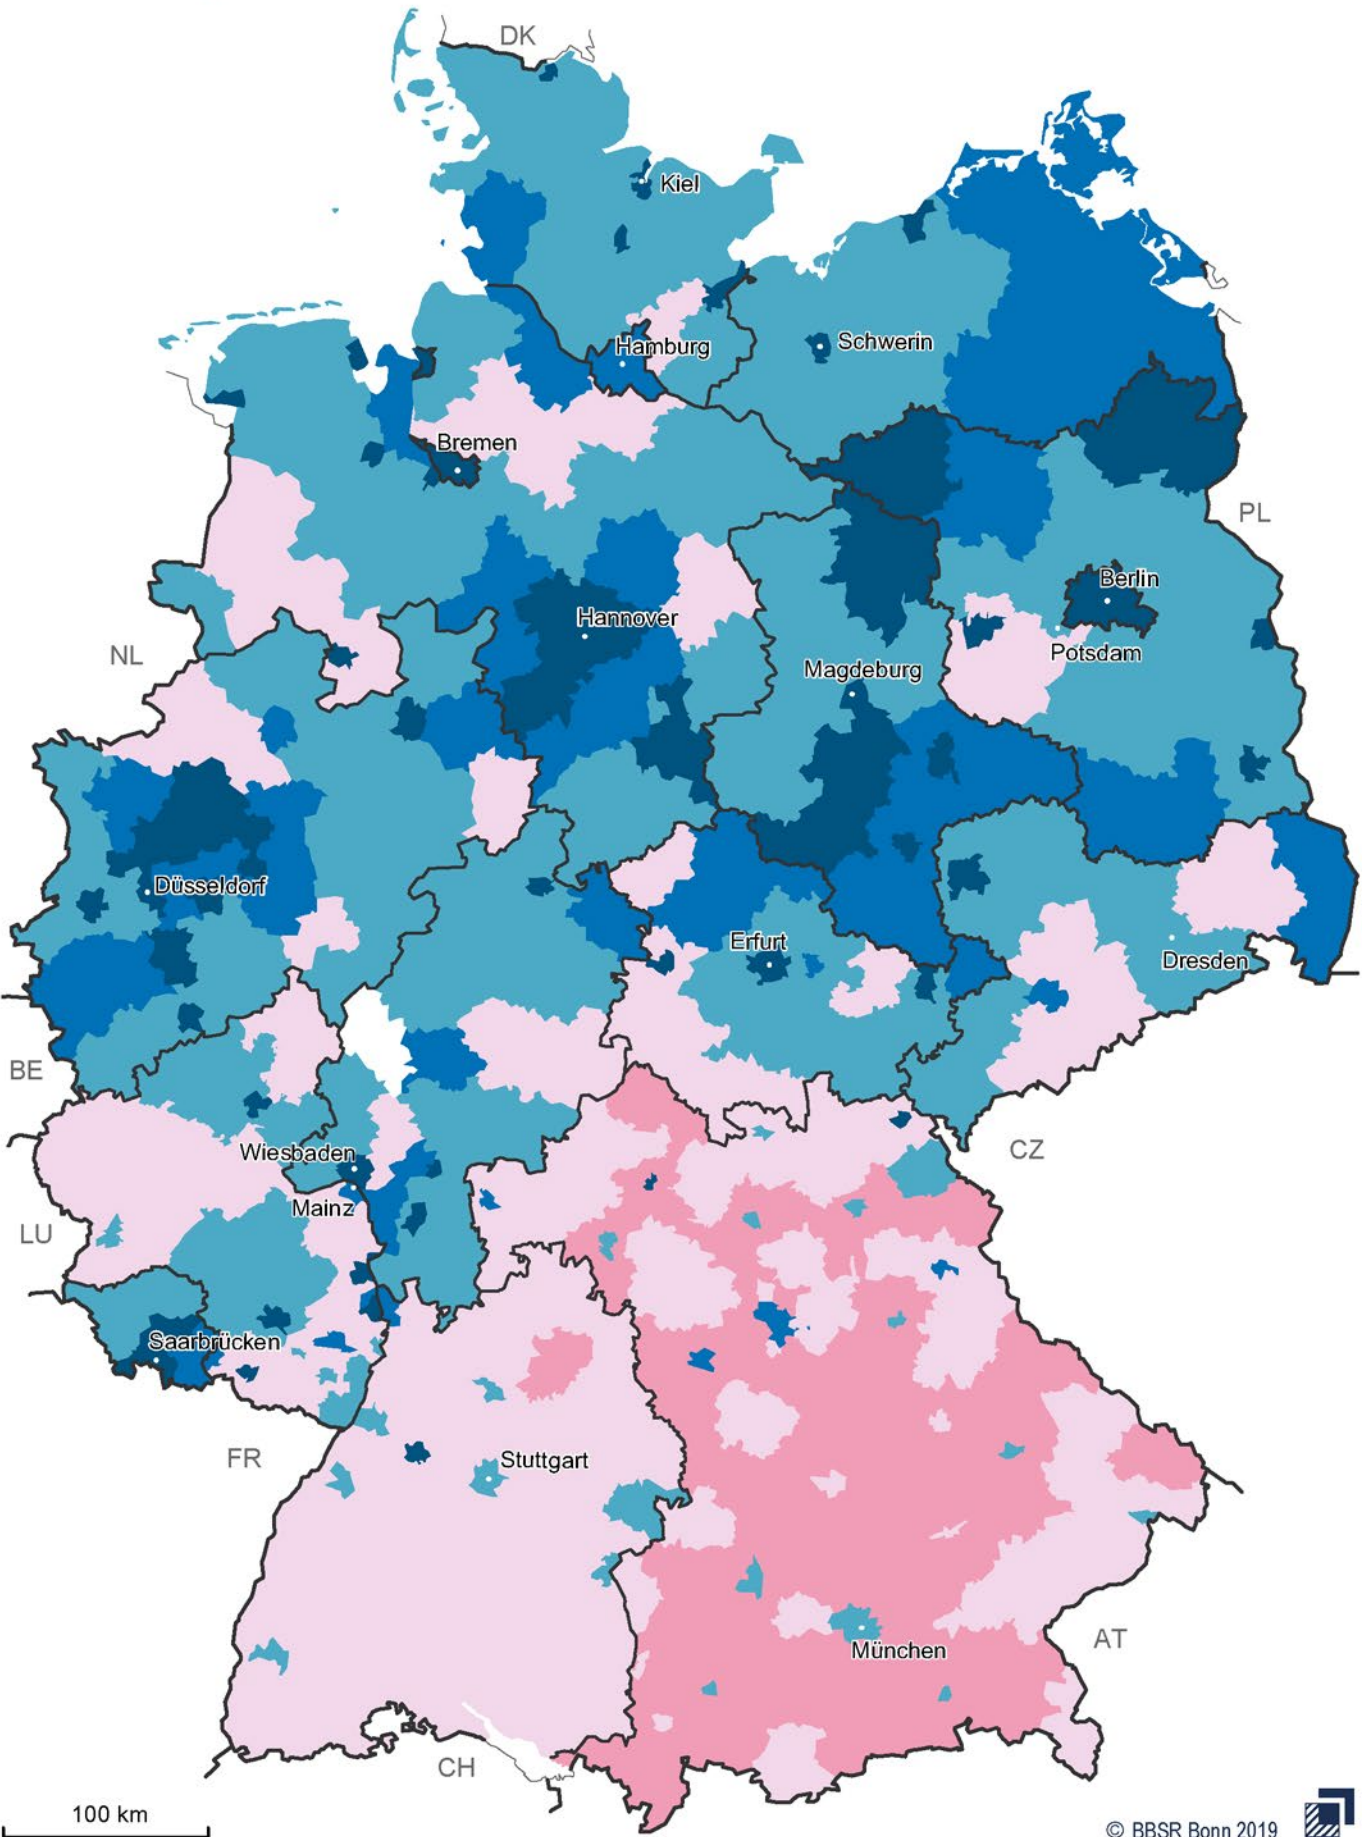 DK
Kiel
Schwerin
Hamburg
Bremen
PL
Berlin
Hannover
NL
Potsdam
Magdeburg
Düsseldorf
Erfurt
Dresden
BE
CZ
Wiesbaden
Mainz
LU
Saarbrücken
FR
Stuttgart
AT
München
CH
100 km
© BBSR Bonn 2019